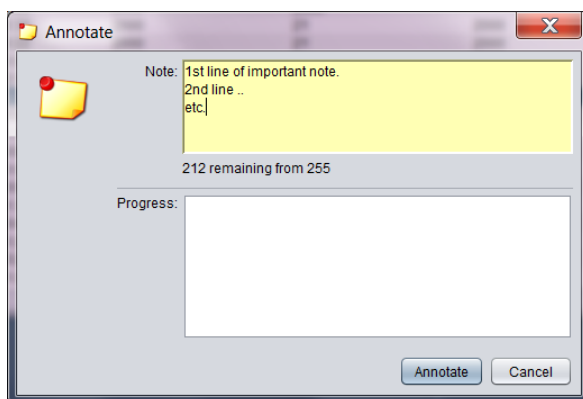 Annotate
Note:
1st line of important note.
2nd line ..
etc.
212 remaining from 255
Progress:
Annotate
Cancel